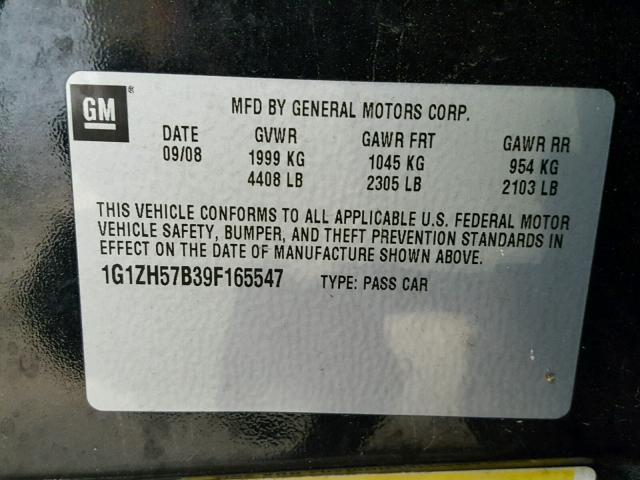 GM ®
MFD BY GENERAL MOTORS CORP.
DATE GVWR GAWR FRT GAWR RR
09/08 1999 KG 1045 KG 954 KG
4408 LB 2305 LB 2103 LB
THIS VEHICLE CONFORMS TO ALL APPLICABLE U.S. FEDERAL MOTOR
VEHICLE SAFETY, BUMPER, AND THEFT PREVENTION STANDARDS IN
EFFECT ON THE DATE OF MANUFACTURE SHOWN ABOVE.
1G1ZH57B39F165547 TYPE: PASS CAR